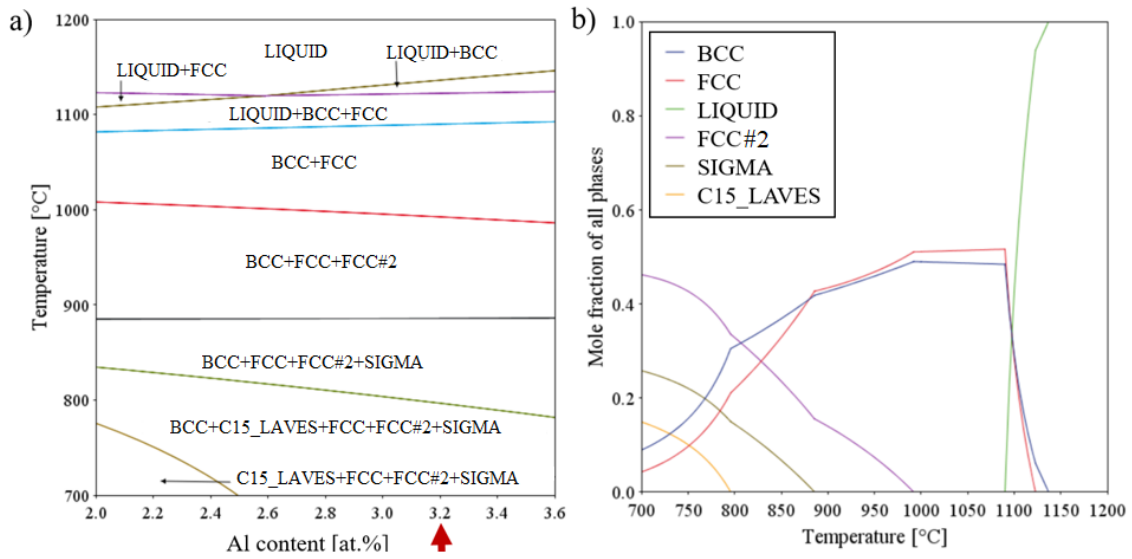 a)
1200
1100
1000
900
800
700
Temperature [°C]
LIQUID
LIQUID+BCC
LIQUID+FCC
LIQUID+BCC+FCC
BCC+FCC
BCC+FCC+FCC#2
BCC+FCC+FCC#2+SIGMA
BCC+C15_LAVES+FCC+FCC#2+SIGMA
C15_LAVES+FCC+FCC#2+SIGMA
2.0 2.2 2.4 2.6 2.8 3.0 3.2 3.4 3.6
Al content [at.%]
b)
1.0
0.8
0.6
0.4
0.2
0.0
Mole fraction of all phases
BCC
FCC
LIQUID
FCC#2
SIGMA
C15_LAVES
700 750 800 850 900 950 1000 1050 1100 1150 1200
Temperature [°C]